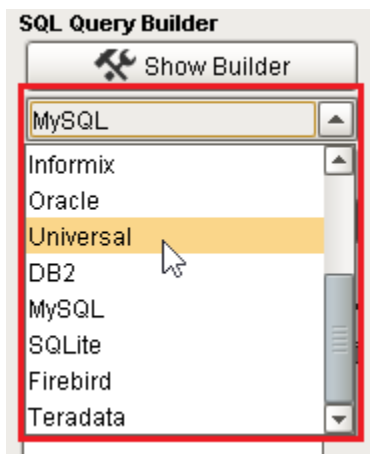 SQL Query Builder
Show Builder
MySQL
Informix
Oracle
Universal
DB2
MySQL
SQLite
Firebird
Teradata